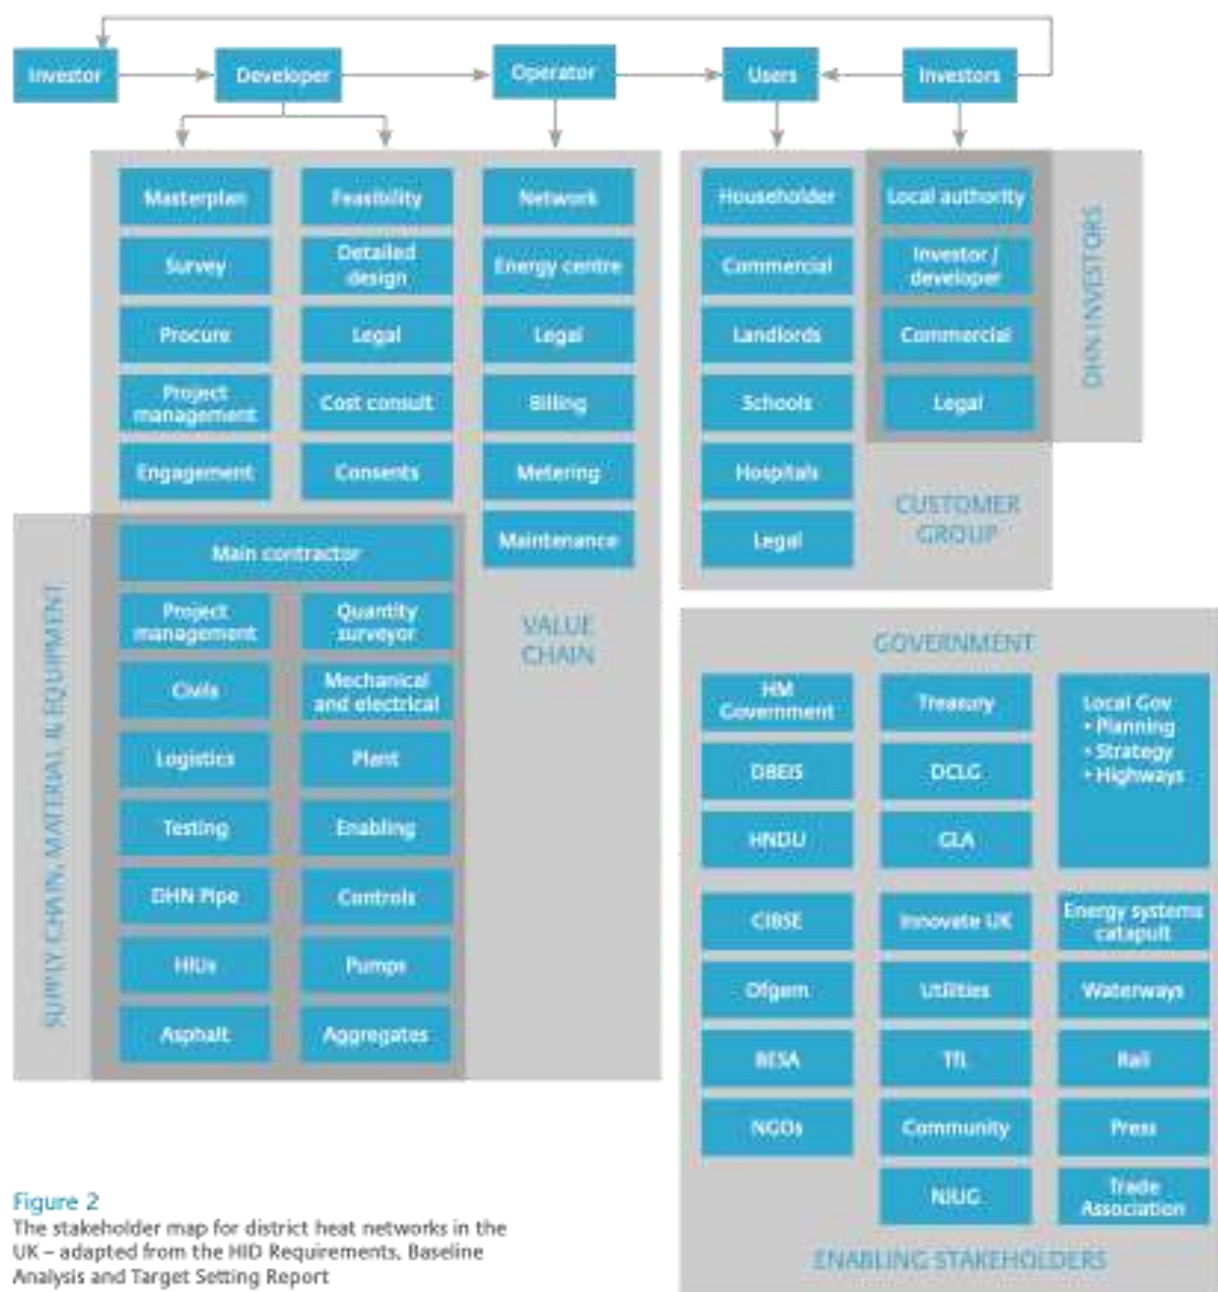 Investor
Developer
Operator
Users
Investors
Masterplan
Survey
Procure
Project
management
Engagement
Feasibility
Detailed
design
Legal
Cost consult
Consents
Network
Energy centre
Legal
Billing
Metering
Maintenance
VALUE
CHAIN
Main contractor
Project
management
Civils
Logistics
Testing
DHN Pipe
HIUs
Asphalt
Quantity
surveyor
Mechanical
and electrical
Plant
Enabling
Controls
Pumps
Aggregates
SUPPLY CHAIN, MATERIAL & EQUIPMENT
Householder
Commercial
Landlords
Schools
Hospitals
Legal
Local authority
Investor /
developer
Commercial
Legal
DHN INVESTORS
CUSTOMER
GROUP
GOVERNMENT
HM
Government
DBEIS
HNDU
Treasury
DCLG
GLA
Local Gov
• Planning
• Strategy
• Highways
CIBSE
Ofgem
BESA
NGOs
Innovate UK
Utilities
TfL
Community
NJUG
Energy systems
catapult
Waterways
Rail
Press
Trade
Association
ENABLING STAKEHOLDERS
Figure 2
The stakeholder map for district heat networks in the
UK – adapted from the HID Requirements, Baseline
Analysis and Target Setting Report